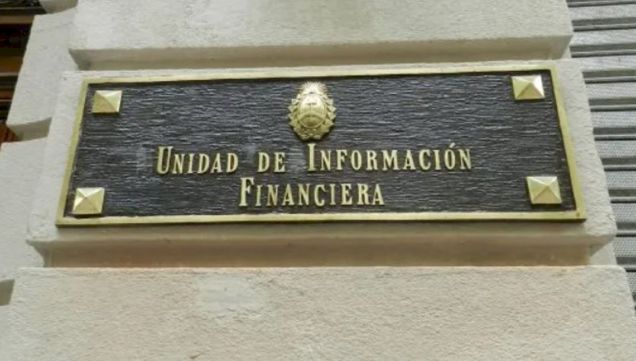 UNIDAD DE INFORMACIÓN
FINANCIERA